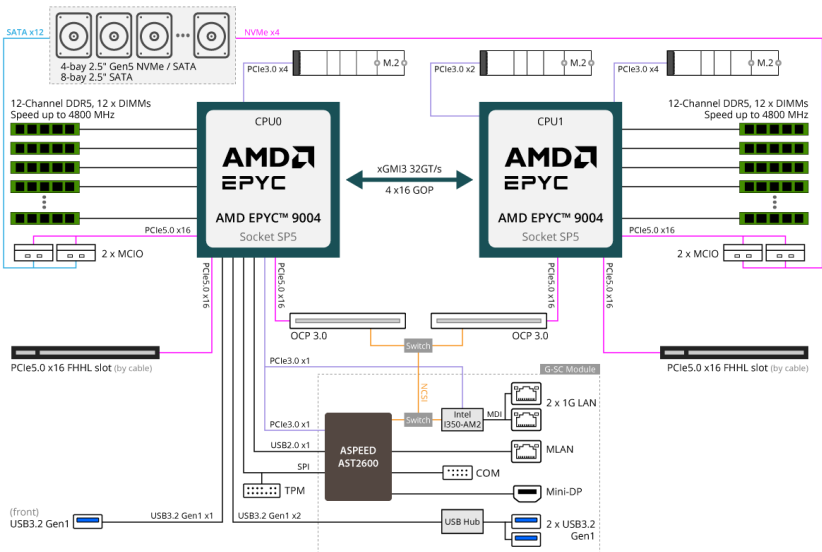 SATA x12
NVMe x4
4-bay 2.5" Gen5 NVMe / SATA
8-bay 2.5" SATA
PCIe3.0 x4
M.2
PCIe3.0 x2
M.2
PCIe3.0 x4
M.2
12-Channel DDR5, 12 x DIMMs
Speed up to 4800 MHz
12-Channel DDR5, 12 x DIMMs
Speed up to 4800 MHz
CPU0
AMD
EPYC
AMD EPYC™ 9004
Socket SP5
xGMI3 32GT/s
4 x16 GOP
CPU1
AMD
EPYC
AMD EPYC™ 9004
Socket SP5
PCIe5.0 x16
2 x MCIO
PCIe5.0 x16
2 x MCIO
PCIe5.0 x16
PCIe5.0 x16
PCIe5.0 x16
PCIe5.0 x16
OCP 3.0
OCP 3.0
Switch
PCIe5.0 x16 FHHL slot (by cable)
PCIe5.0 x16 FHHL slot (by cable)
PCIe3.0 x1
G-SC Module
NCSI
PCIe3.0 x1
Switch
Intel
I350-AM2
MDI
2 x 1G LAN
USB2.0 x1
ASPEED
AST2600
MLAN
SPI
TPM
COM
Mini-DP
(front)
USB3.2 Gen1
USB3.2 Gen1 x1
USB3.2 Gen1 x2
USB Hub
2 x USB3.2
Gen1